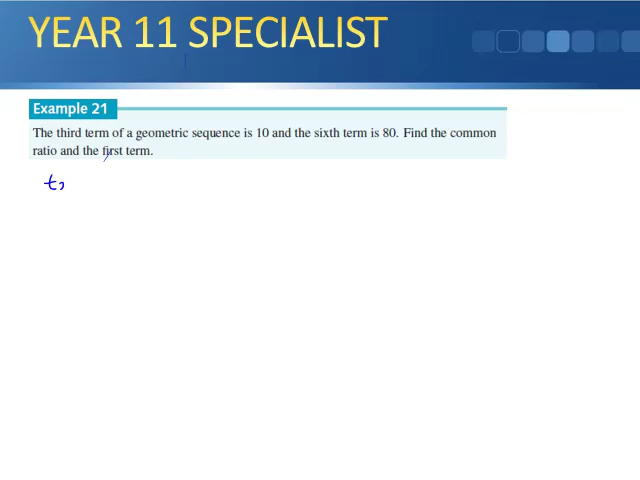 YEAR 11 SPECIALIST
Example 21
The third term of a geometric sequence is 10 and the sixth term is 80. Find the common
ratio and the first term.
t,